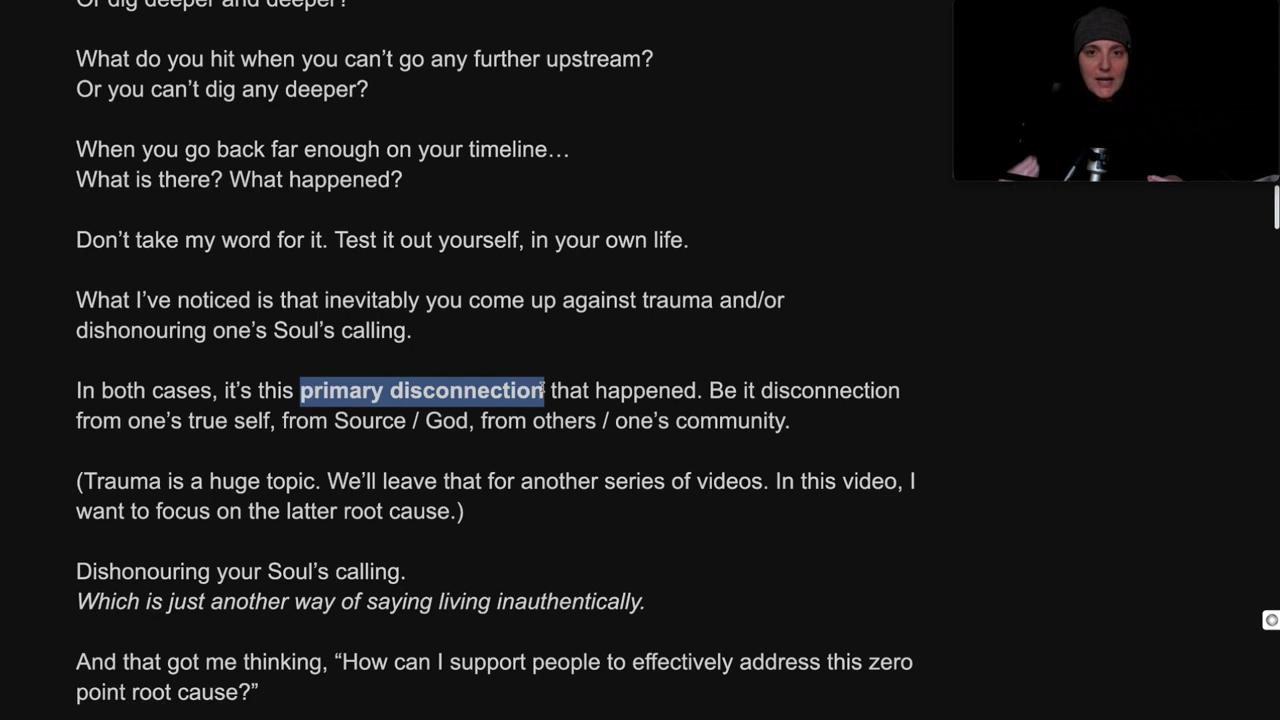 Or dig deeper and deeper?
What do you hit when you can’t go any further upstream?
Or you can’t dig any deeper?
When you go back far enough on your timeline…
What is there? What happened?
Don’t take my word for it. Test it out yourself, in your own life.
What I’ve noticed is that inevitably you come up against trauma and/or
dishonouring one’s Soul’s calling.
In both cases, it’s this primary disconnection that happened. Be it disconnection
from one’s true self, from Source / God, from others / one’s community.
(Trauma is a huge topic. We’ll leave that for another series of videos. In this video, I
want to focus on the latter root cause.)
Dishonouring your Soul’s calling.
Which is just another way of saying living inauthentically.
And that got me thinking, “How can I support people to effectively address this zero
point root cause?”